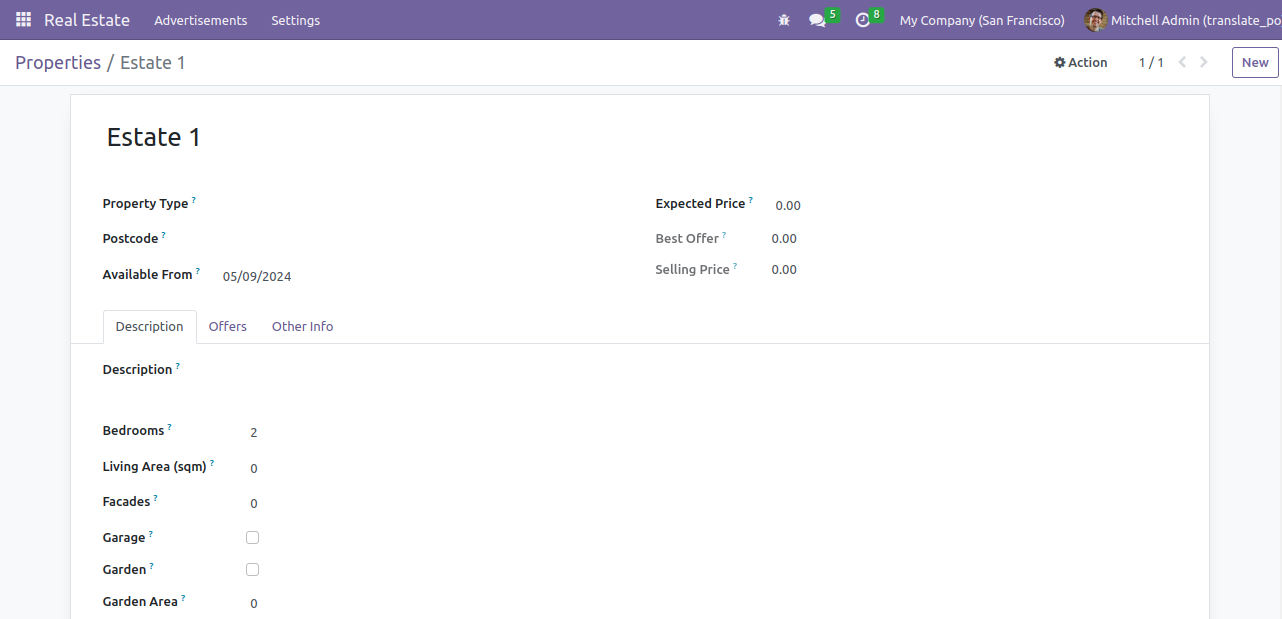 Real Estate Advertisements Settings 5 8 My Company (San Francisco) Mitchell Admin (translate_po
Properties / Estate 1 Action 1 / 1 New
Estate 1
Property Type ? Expected Price ? 0.00
Postcode ? Best Offer ? 0.00
Available From ? 05/09/2024 Selling Price ? 0.00
Description Offers Other Info
Description ?
Bedrooms ? 2
Living Area (sqm) ? 0
Facades ? 0
Garage ?
Garden ?
Garden Area ? 0